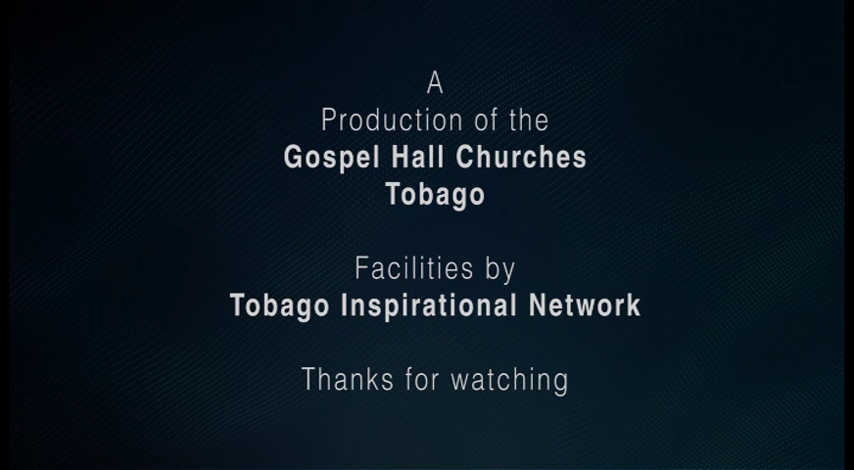 A
Production of the
Gospel Hall Churches
Tobago
Facilities by
Tobago Inspirational Network
Thanks for watching